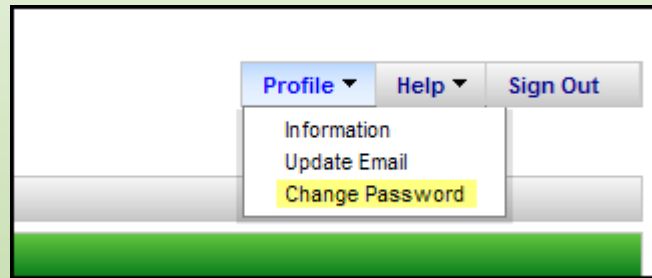 Profile Help Sign Out
Information
Update Email
Change Password